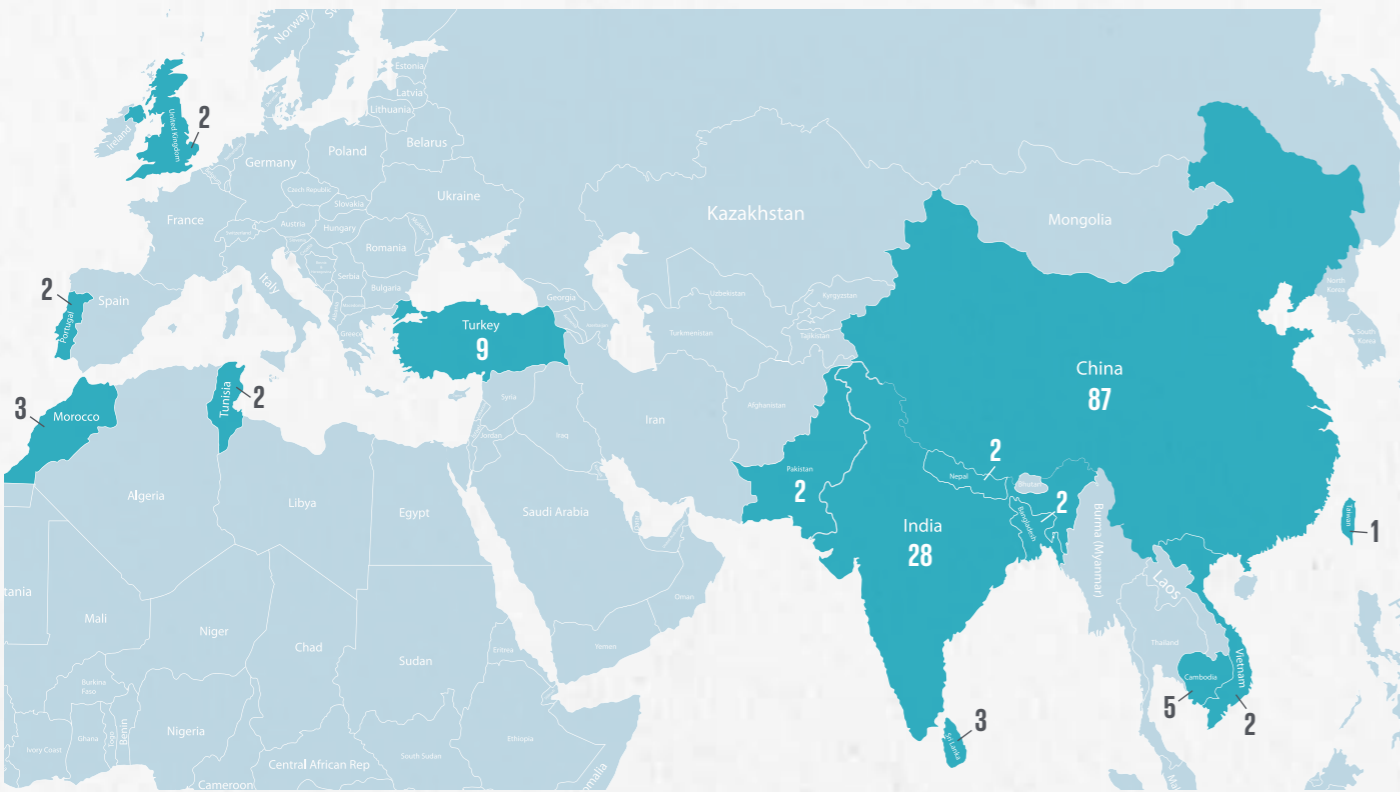 Norway
Sw
Estonia
Latvia
Lithuania
Ireland
United Kingdom
2
Belarus
Poland
Germany
Czech Republic
Slovakia
Ukraine
France
Austria
Hungary
Romania
Kazakhstan
Mongolia
Italy
Serbia
Bulgaria
2
Spain
Portugal
Georgia
Uzbekistan
Kyrgyzstan
North
Korea
Greece
Turkey
9
Turkmenistan
Tajikistan
South
Korea
China
87
3
Morocco
Tunisia
2
Syria
Afghanistan
Jordan
Iraq
Iran
Pakistan
2
Nepal
2
Bhutan
Bangladesh
2
Algeria
Libya
Egypt
Saudi Arabia
India
28
Burma (Myanmar)
Taiwan
1
tania
Mali
Niger
Chad
Sudan
Eritrea
Oman
Yemen
Laos
Thailand
Vietnam
Cambodia
5
2
Burkina
Faso
Ivory Coast
Ghana
Togo
Benin
Nigeria
Cameroon
Central African Rep
South Sudan
Ethiopia
omalia
Sri Lanka
3
Mal